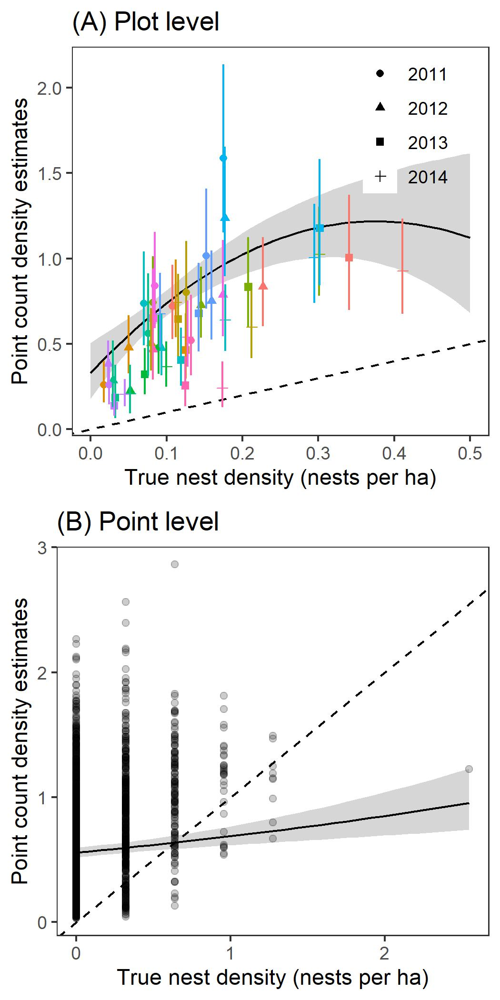 (A) Plot level
Point count density estimates
2.0
1.5
1.0
0.5
0.0
2011
2012
2013
2014
0.0 0.1 0.2 0.3 0.4 0.5
True nest density (nests per ha)
(B) Point level
Point count density estimates
3
2
1
0
0 1 2
True nest density (nests per ha)